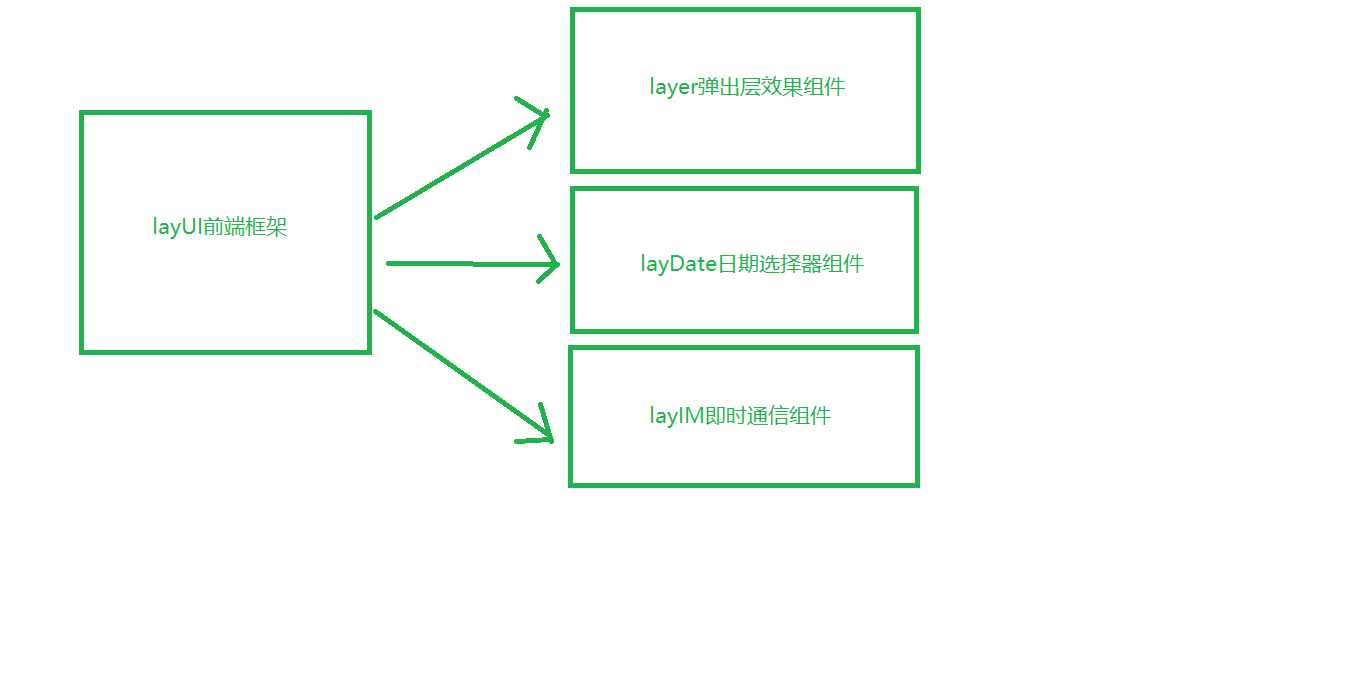 layer弹出层效果组件
layUI前端框架
layDate日期选择器组件
layIM即时通信组件